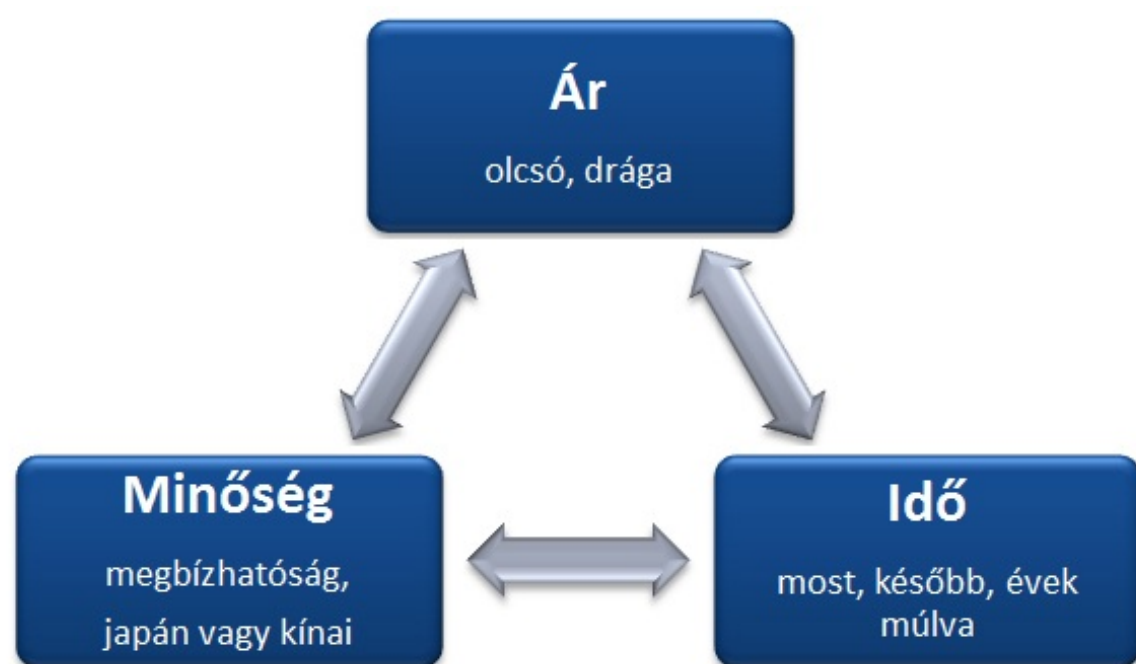 Ár
olcsó, drága
Minőség
megbízhatóság,
japán vagy kínai
Idő
most, később, évek
múlva